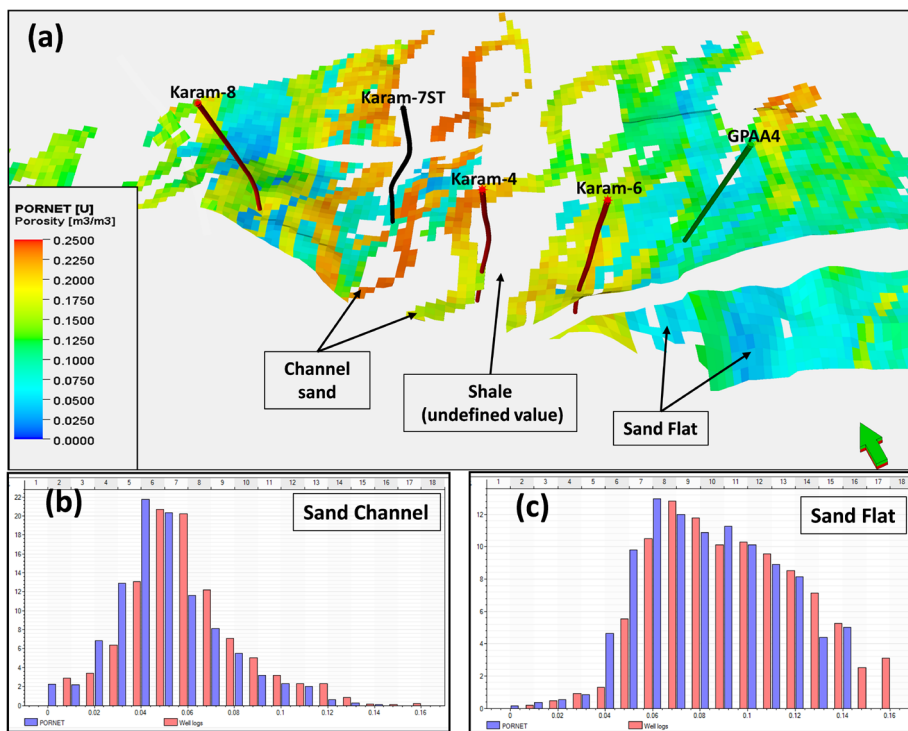 (a)
Karam-8
Karam-7ST
GPAA4
Karam-4
Karam-6
PORNET [U]
Porosity [m3/m3]
0.2500
0.2250
0.2000
0.1750
0.1500
0.1250
0.1000
0.0750
0.0500
0.0250
0.0000
Channel
sand
Shale
(undefined value)
Sand Flat
1 2 3 4 5 6 7 8 9 10 11 12 13 14 15 16 17 18
(b)
Sand Channel
22
20
18
16
14
12
10
8
6
4
2
0
0 0.02 0.04 0.06 0.08 0.1 0.12 0.14 0.16
PORNET Well logs
1 2 3 4 5 6 7 8 9 10 11 12 13 14 15 16 17 18
(c)
Sand Flat
12
10
8
6
4
2
0
0 0.02 0.04 0.06 0.08 0.1 0.12 0.14 0.16
PORNET Well logs